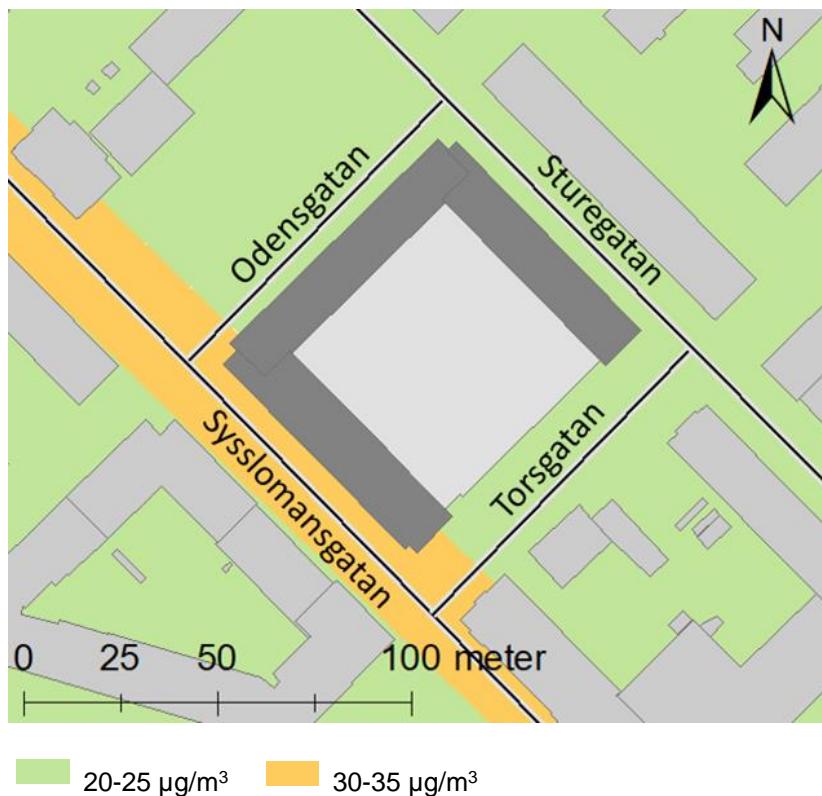 N
Odensgatan
Sturegatan
Sysslomansgatan
Torsgatan
0 25 50 100 meter
20-25 µg/m³ 30-35 µg/m³